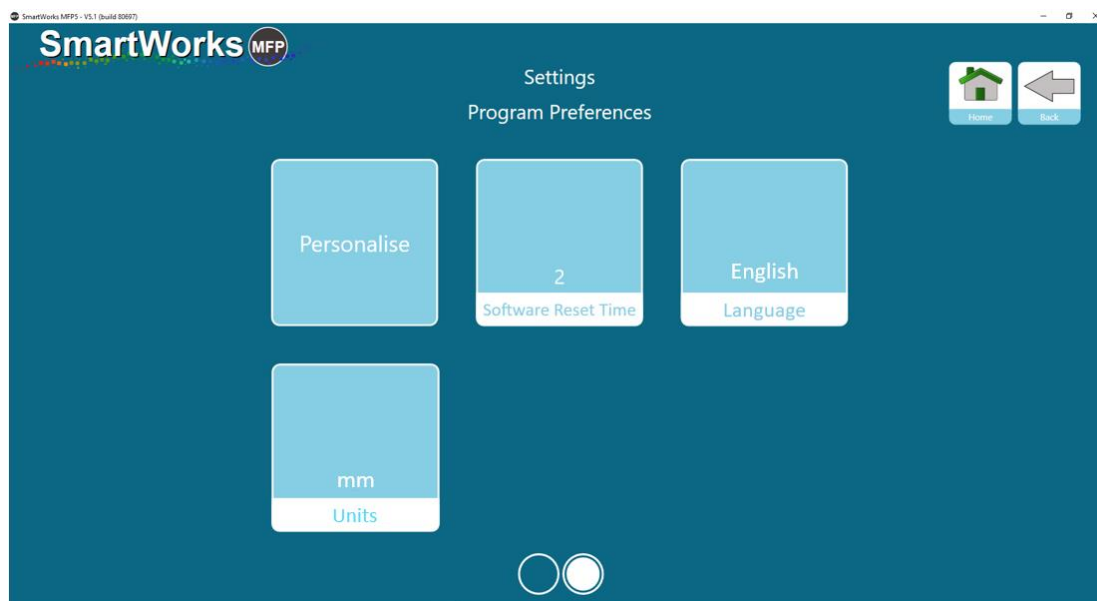 SmartWorks MFP5 - V5.1 (build 80697)
SmartWorks MFP
Settings
Program Preferences
Home
Back
Personalise
2
Software Reset Time
English
Language
mm
Units